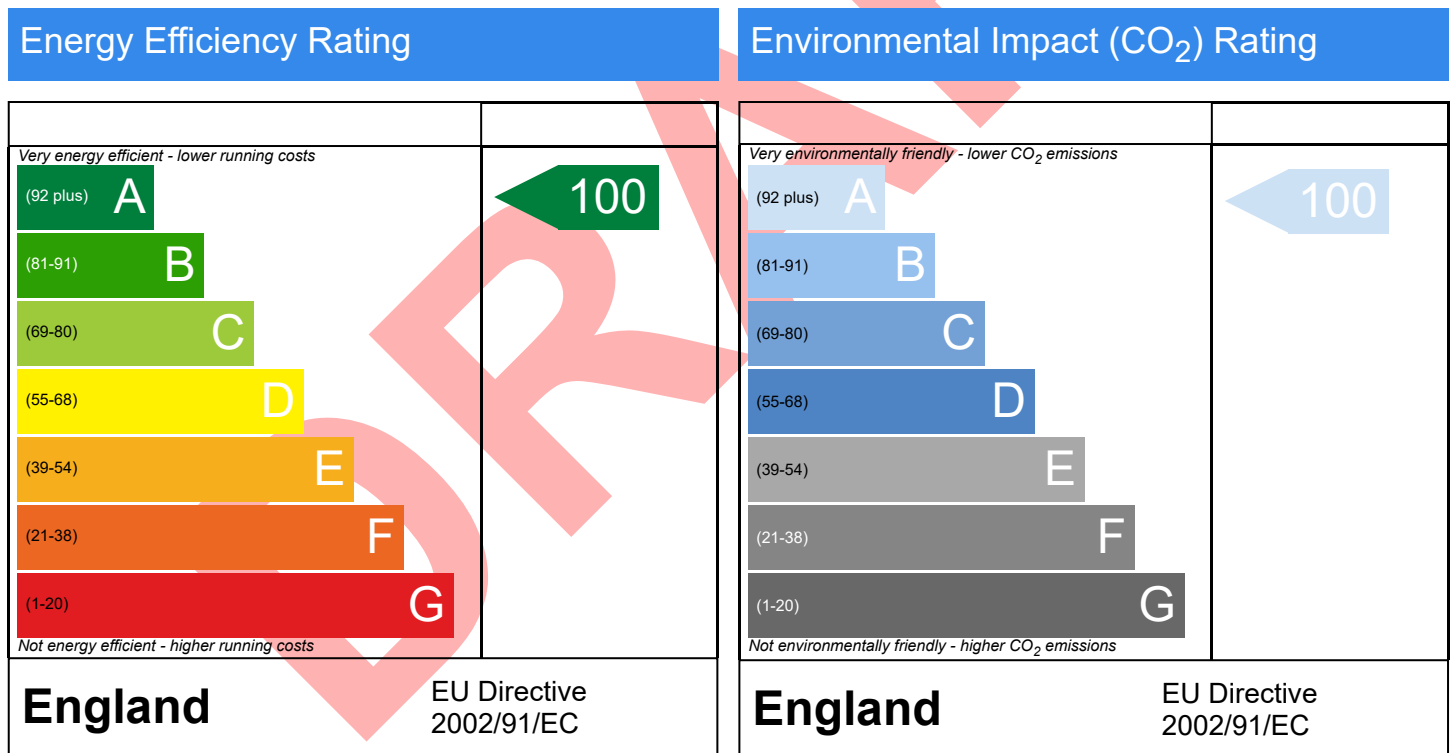 Energy Efficiency Rating
Very energy efficient - lower running costs
(92 plus) A
100
(81-91) B
(69-80) C
(55-68) D
(39-54) E
(21-38) F
(1-20) G
Not energy efficient - higher running costs
England
EU Directive
2002/91/EC
Environmental Impact (CO₂) Rating
Very environmentally friendly - lower CO₂ emissions
(92 plus) A
100
(81-91) B
(69-80) C
(55-68) D
(39-54) E
(21-38) F
(1-20) G
Not environmentally friendly - higher CO₂ emissions
England
EU Directive
2002/91/EC
DRA